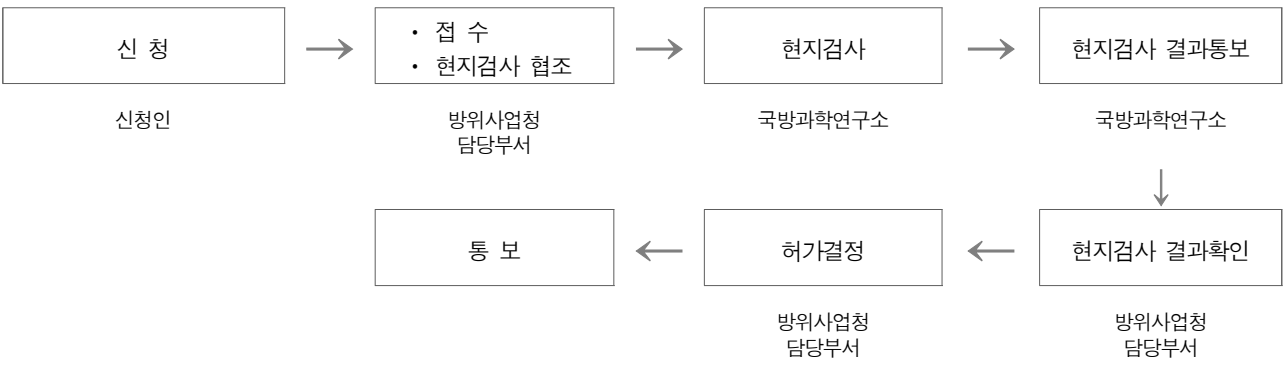 신 청
· 접 수
· 현지검사 협조
현지검사
현지검사 결과통보
신청인
방위사업청
담당부서
국방과학연구소
국방과학연구소
통 보
허가결정
현지검사 결과확인
방위사업청
담당부서
방위사업청
담당부서